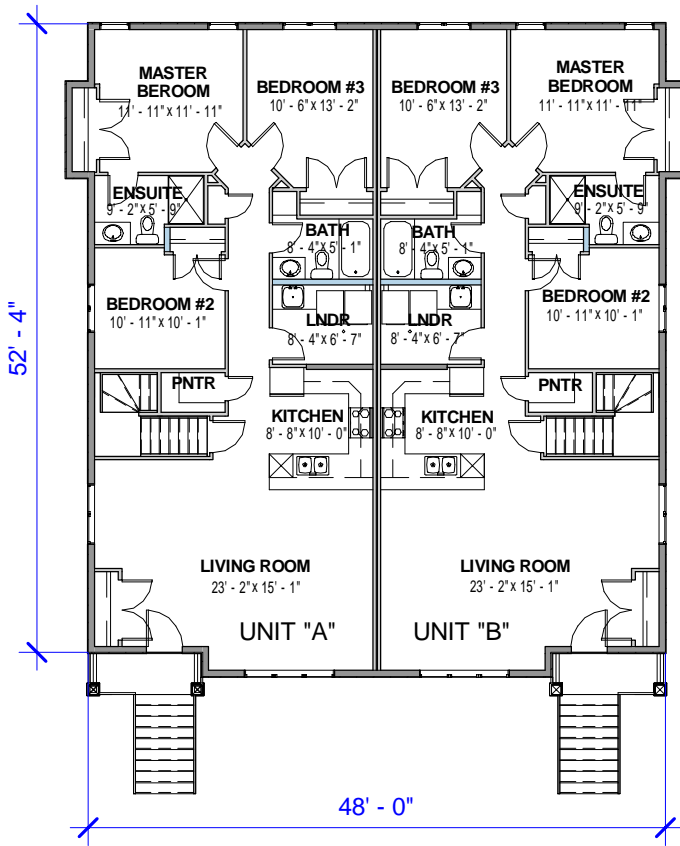 MASTER
BEROOM
11' - 11" x 11' - 11"
BEDROOM #3
10' - 6" x 13' - 2"
BEDROOM #3
10' - 6" x 13' - 2"
MASTER
BEDROOM
11' - 11" x 11' - 11"
ENSUITE
9' - 2" x 5' - 9"
BATH
8' - 4" x 5' - 1"
BATH
8' - 4" x 5' - 1"
ENSUITE
9' - 2" x 5' - 9"
BEDROOM #2
10' - 11" x 10' - 1"
LNDR
8' - 4" x 6' - 7"
LNDR
8' - 4" x 6' - 7"
BEDROOM #2
10' - 11" x 10' - 1"
52' - 4"
PNTR
KITCHEN
8' - 8" x 10' - 0"
KITCHEN
8' - 8" x 10' - 0"
PNTR
LIVING ROOM
23' - 2" x 15' - 1"
LIVING ROOM
23' - 2" x 15' - 1"
UNIT "A"
UNIT "B"
48' - 0"